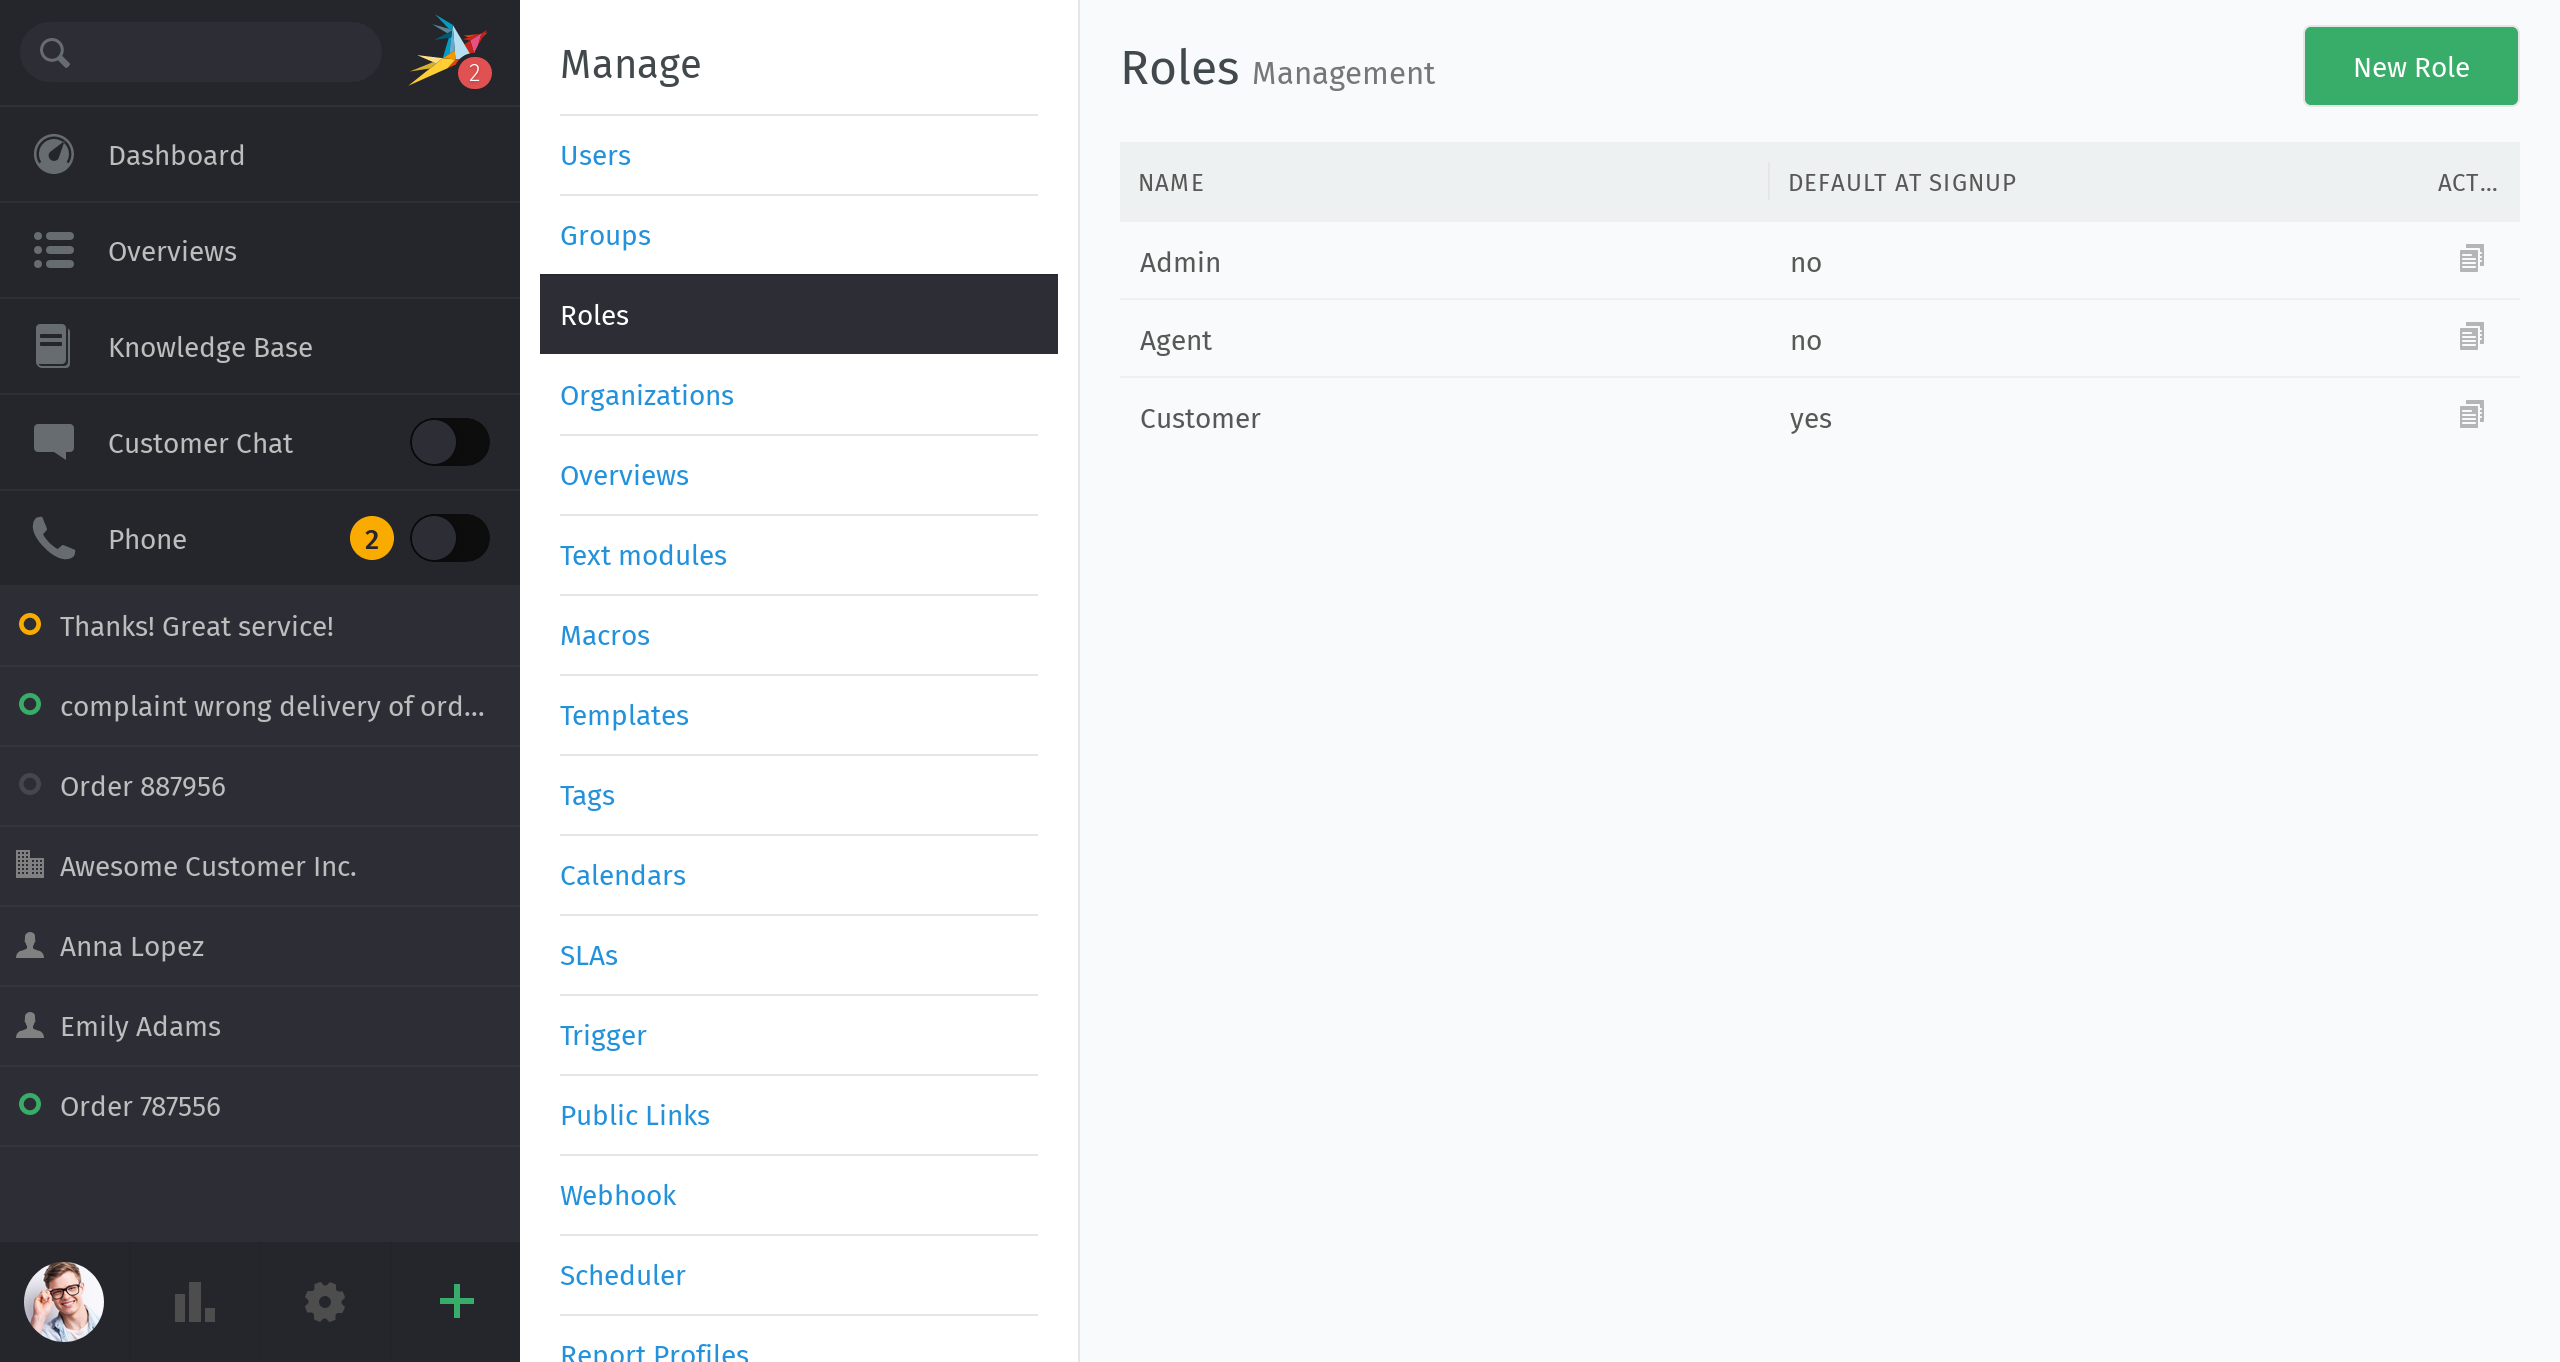 2
Dashboard
Overviews
Knowledge Base
Customer Chat
Phone
2
Thanks! Great service!
complaint wrong delivery of ord...
Order 887956
Awesome Customer Inc.
Anna Lopez
Emily Adams
Order 787556
Manage
Users
Groups
Roles
Organizations
Overviews
Text modules
Macros
Templates
Tags
Calendars
SLAs
Trigger
Public Links
Webhook
Scheduler
Report Profiles
Roles Management
New Role
NAME DEFAULT AT SIGNUP ACT...
Admin no
Agent no
Customer yes